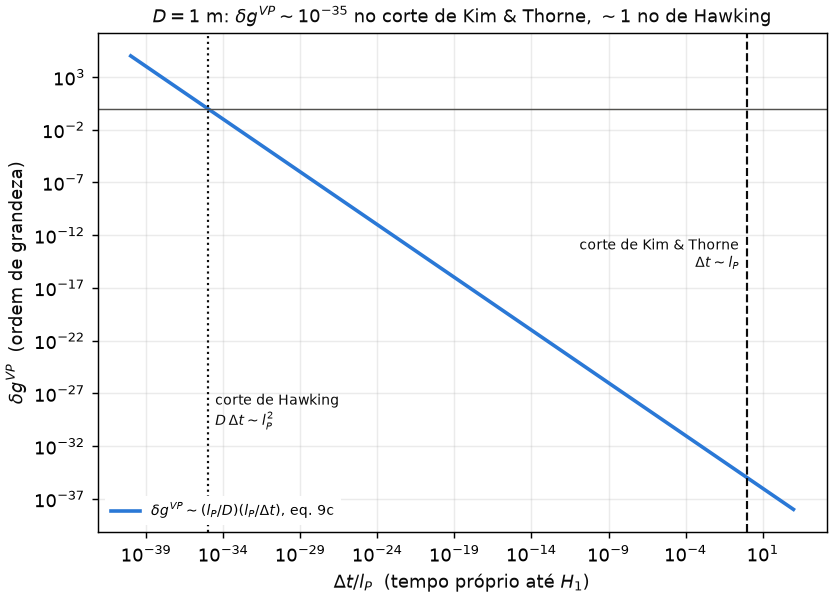 D = 1 m: δg^{VP} ~ 10^{−35} no corte de Kim & Thorne, ~ 1 no de Hawking
δg^{VP} (ordem de grandeza)
10^3
10^{−2}
10^{−7}
10^{−12}
10^{−17}
10^{−22}
10^{−27}
10^{−32}
10^{−37}
corte de Kim & Thorne
Δt ~ l_P
corte de Hawking
D Δt ~ l_P^2
δg^{VP} ~ (l_P/D)(l_P/Δt), eq. 9c
10^{−39} 10^{−34} 10^{−29} 10^{−24} 10^{−19} 10^{−14} 10^{−9} 10^{−4} 10^1
Δt/l_P (tempo próprio até H_1)